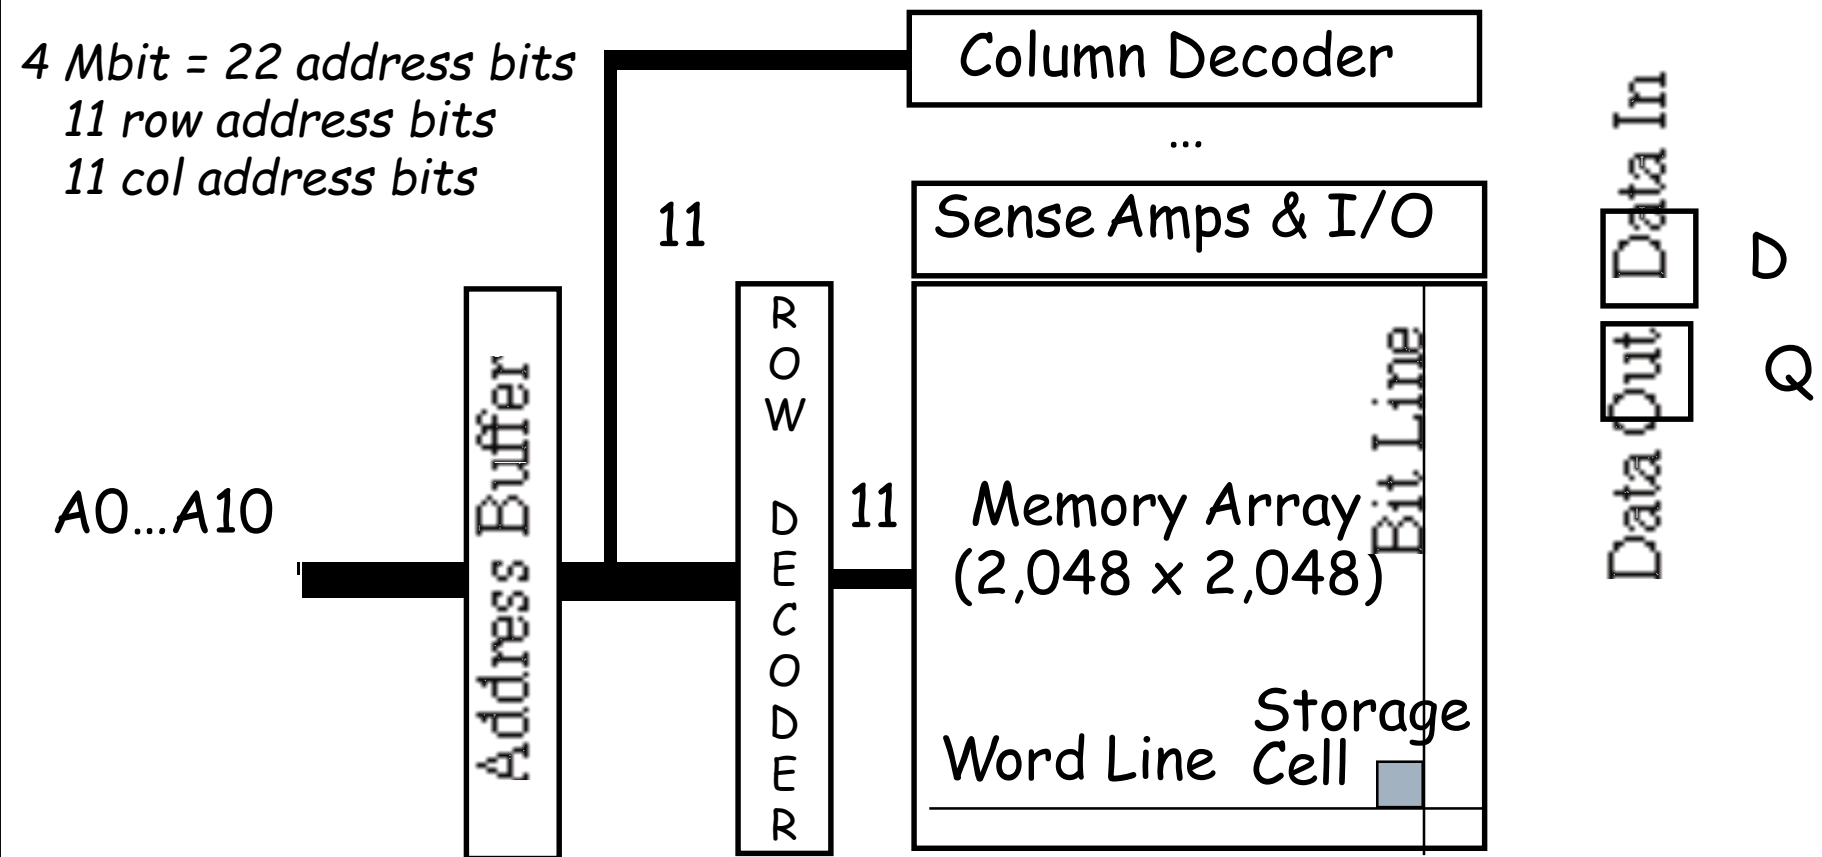 4 Mbit = 22 address bits
11 row address bits
11 col address bits
Column Decoder
...
11
Sense Amps & I/O
Data In
D
Data Out
Q
A0...A10
Address Buffer
ROW DECODER
11
Bit Line
Memory Array
(2,048 x 2,048)
Storage
Cell
Word Line